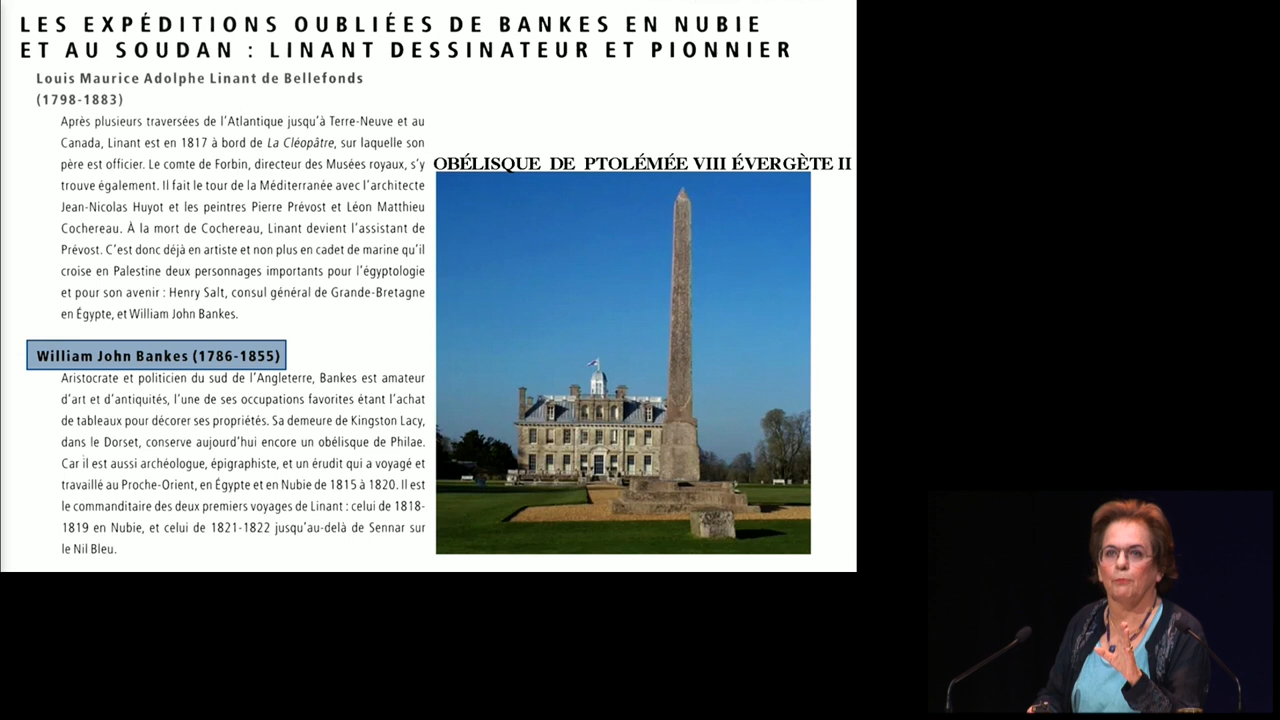 LES EXPÉDITIONS OUBLIÉES DE BANKES EN NUBIE
ET AU SOUDAN : LINANT DESSINATEUR ET PIONNIER
Louis Maurice Adolphe Linant de Bellefonds
(1798-1883)
Après plusieurs traversées de l'Atlantique jusqu'à Terre-Neuve et au
Canada, Linant est en 1817 à bord de La Cléopâtre, sur laquelle son
père est officier. Le comte de Forbin, directeur des Musées royaux, s'y
trouve également. Il fait le tour de la Méditerranée avec l'architecte
Jean-Nicolas Huyot et les peintres Pierre Prévost et Léon Matthieu
Cochereau. À la mort de Cochereau, Linant devient l'assistant de
Prévost. C'est donc déjà en artiste et non plus en cadet de marine qu'il
croise en Palestine deux personnages importants pour l'égyptologie
et pour son avenir : Henry Salt, consul général de Grande-Bretagne
en Égypte, et William John Bankes.
William John Bankes (1786-1855)
Aristocrate et politicien du sud de l'Angleterre, Bankes est amateur
d'art et d'antiquités, l'une de ses occupations favorites étant l'achat
de tableaux pour décorer ses propriétés. Sa demeure de Kingston Lacy,
dans le Dorset, conserve aujourd'hui encore un obélisque de Philae.
Car il est aussi archéologue, épigraphiste, et un érudit qui a voyagé et
travaillé au Proche-Orient, en Égypte et en Nubie de 1815 à 1820. Il est
le commanditaire des deux premiers voyages de Linant : celui de 1818-
1819 en Nubie, et celui de 1821-1822 jusqu'au-delà de Sennar sur
le Nil Bleu.
OBÉLISQUE DE PTOLÉMÉE VIII ÉVERGÈTE II